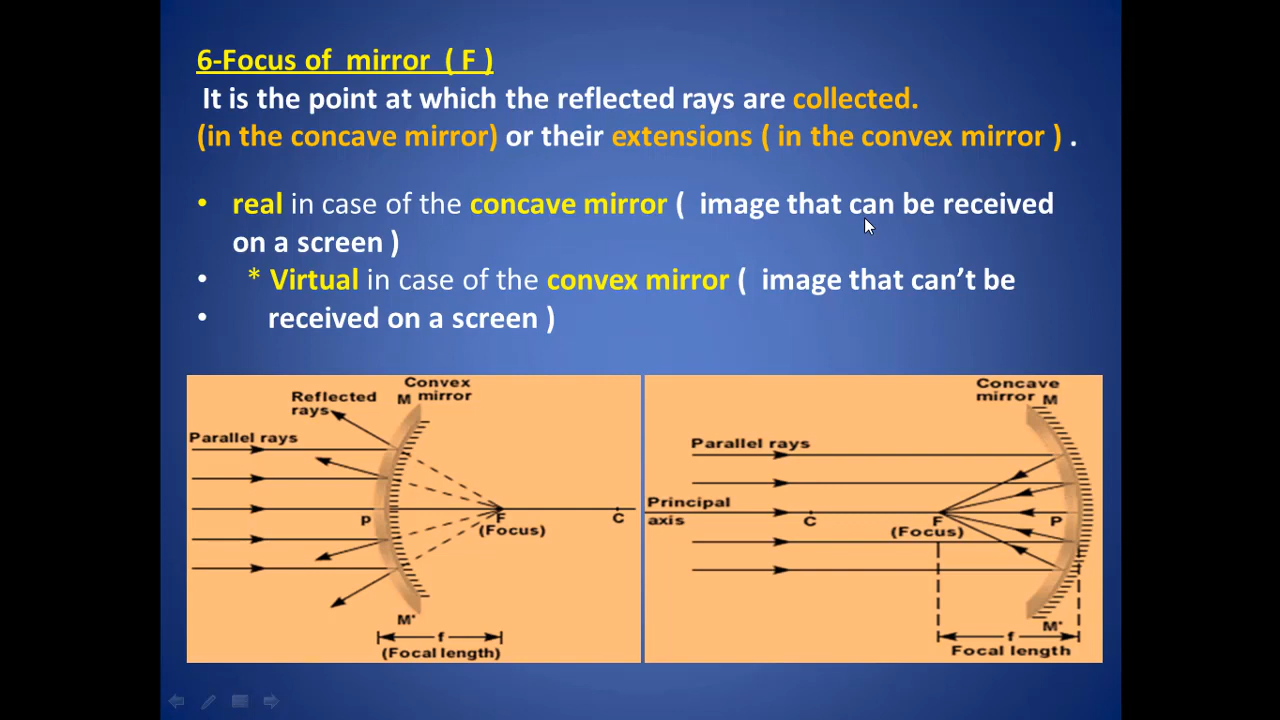 6-Focus of mirror ( F )
It is the point at which the reflected rays are collected.
(in the concave mirror) or their extensions ( in the convex mirror ) .
• real in case of the concave mirror ( image that can be received
on a screen )
• * Virtual in case of the convex mirror ( image that can’t be
• received on a screen )
Convex
mirror
M
Reflected
rays
Parallel rays
P
F
(Focus)
C
M'
f
(Focal length)
Concave
mirror
M
Parallel rays
Principal
axis
C
F
(Focus)
P
M'
f
Focal length